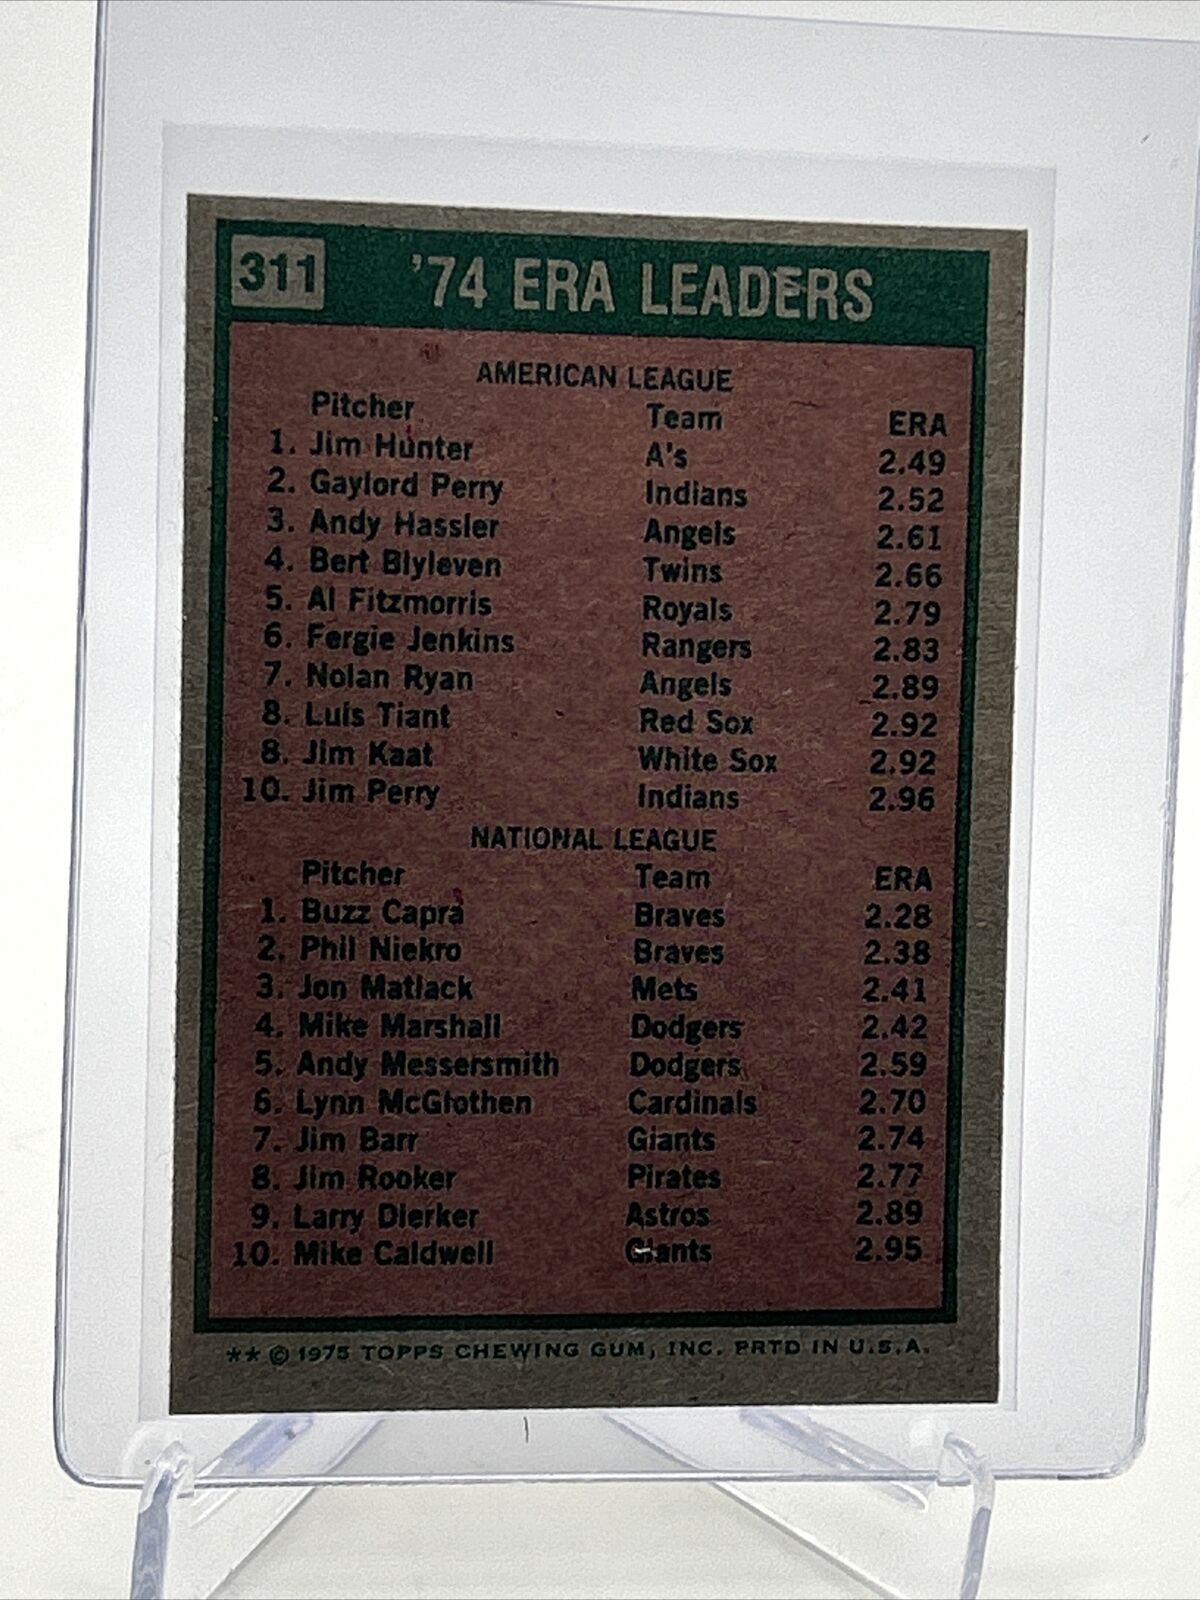 311 '74 ERA LEADERS
AMERICAN LEAGUE
Pitcher Team ERA
1. Jim Hunter A's 2.49
2. Gaylord Perry Indians 2.52
3. Andy Hassler Angels 2.61
4. Bert Blyleven Twins 2.66
5. Al Fitzmorris Royals 2.79
6. Fergie Jenkins Rangers 2.83
7. Nolan Ryan Angels 2.89
8. Luis Tiant Red Sox 2.92
8. Jim Kaat White Sox 2.92
10. Jim Perry Indians 2.96
NATIONAL LEAGUE
Pitcher Team ERA
1. Buzz Capra Braves 2.28
2. Phil Niekro Braves 2.38
3. Jon Matlack Mets 2.41
4. Mike Marshall Dodgers 2.42
5. Andy Messersmith Dodgers 2.59
6. Lynn McGlothen Cardinals 2.70
7. Jim Barr Giants 2.74
8. Jim Rooker Pirates 2.77
9. Larry Dierker Astros 2.89
10. Mike Caldwell Giants 2.95
** © 1975 TOPPS CHEWING GUM, INC. PRTD IN U.S.A.